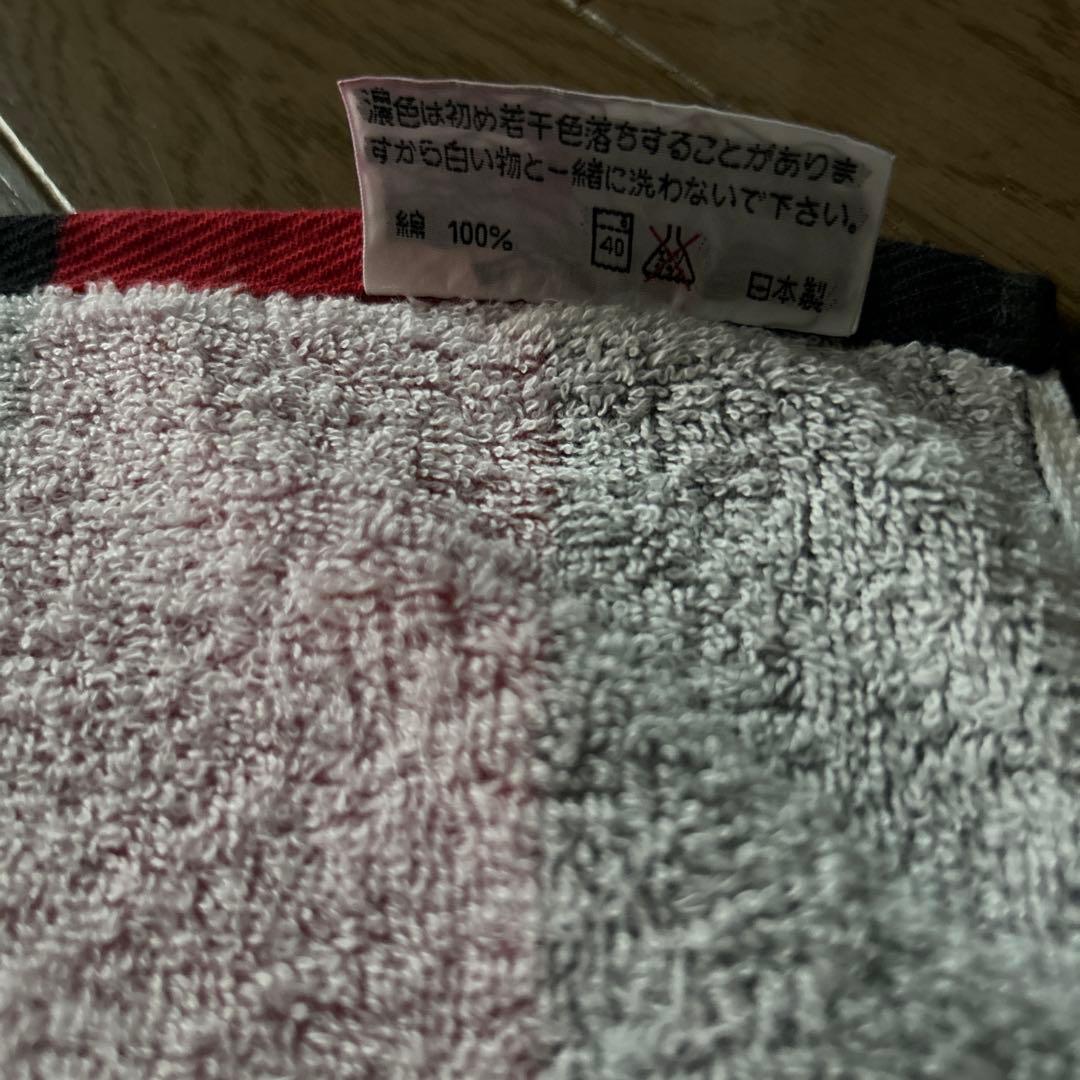 濃色は初め若干色落ちすることがありま
すから白い物と一緒に洗わないで下さい。
綿 100% 40 日本製